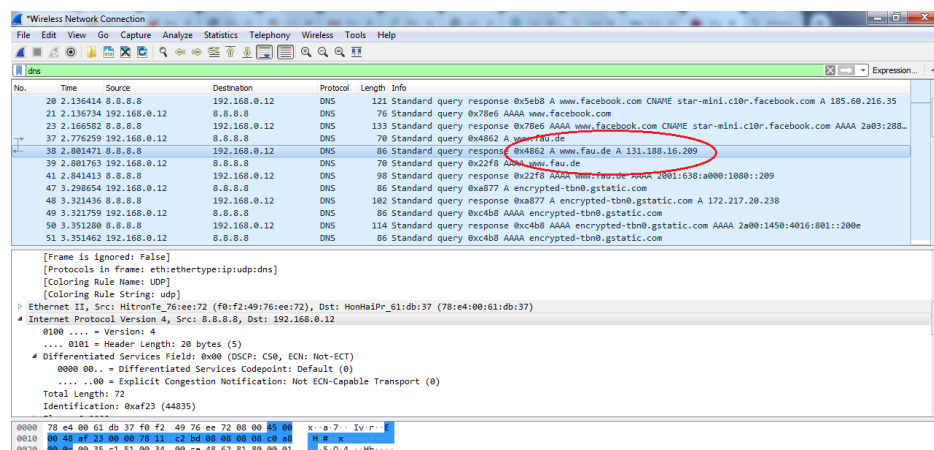 *Wireless Network Connection
File Edit View Go Capture Analyze Statistics Telephony Wireless Tools Help
dns Expression...
No. Time Source Destination Protocol Length Info
20 2.136414 8.8.8.8 192.168.0.12 DNS 121 Standard query response 0x5eb8 A www.facebook.com CNAME star-mini.c10r.facebook.com A 185.60.216.35
21 2.136734 192.168.0.12 8.8.8.8 DNS 76 Standard query 0x78e6 AAAA www.facebook.com
23 2.166582 8.8.8.8 192.168.0.12 DNS 133 Standard query response 0x78e6 AAAA www.facebook.com CNAME star-mini.c10r.facebook.com AAAA 2a03:288...
37 2.776259 192.168.0.12 8.8.8.8 DNS 70 Standard query 0x4862 A www.fau.de
38 2.801471 8.8.8.8 192.168.0.12 DNS 86 Standard query response 0x4862 A www.fau.de A 131.188.16.209
39 2.801763 192.168.0.12 8.8.8.8 DNS 70 Standard query 0x22f8 AAAA www.fau.de
41 2.841413 8.8.8.8 192.168.0.12 DNS 98 Standard query response 0x22f8 AAAA www.fau.de AAAA 2001:638:a000:1080::209
47 3.298654 192.168.0.12 8.8.8.8 DNS 86 Standard query 0xa877 A encrypted-tbn0.gstatic.com
48 3.321436 8.8.8.8 192.168.0.12 DNS 102 Standard query response 0xa877 A encrypted-tbn0.gstatic.com A 172.217.20.238
49 3.321759 192.168.0.12 8.8.8.8 DNS 86 Standard query 0xc4b8 AAAA encrypted-tbn0.gstatic.com
50 3.351280 8.8.8.8 192.168.0.12 DNS 114 Standard query response 0xc4b8 AAAA encrypted-tbn0.gstatic.com AAAA 2a00:1450:4016:801::200e
51 3.351462 192.168.0.12 8.8.8.8 DNS 86 Standard query 0xc4b8 AAAA encrypted-tbn0.gstatic.com
[Frame is ignored: False]
[Protocols in frame: eth:ethertype:ip:udp:dns]
[Coloring Rule Name: UDP]
[Coloring Rule String: udp]
Ethernet II, Src: HitronTe_76:ee:72 (f0:f2:49:76:ee:72), Dst: HonHaiPr_61:db:37 (78:e4:00:61:db:37)
Internet Protocol Version 4, Src: 8.8.8.8, Dst: 192.168.0.12
0100 .... = Version: 4
.... 0101 = Header Length: 20 bytes (5)
Differentiated Services Field: 0x00 (DSCP: CS0, ECN: Not-ECT)
0000 00.. = Differentiated Services Codepoint: Default (0)
.... ..00 = Explicit Congestion Notification: Not ECN-Capable Transport (0)
Total Length: 72
Identification: 0xaf23 (44835)
0000 78 e4 00 61 db 37 f0 f2 49 76 ee 72 08 00 45 00 x··a·7·· Iv·r··E
0010 00 48 af 23 00 00 78 11 c2 bd 08 08 08 08 c0 a8 H # x